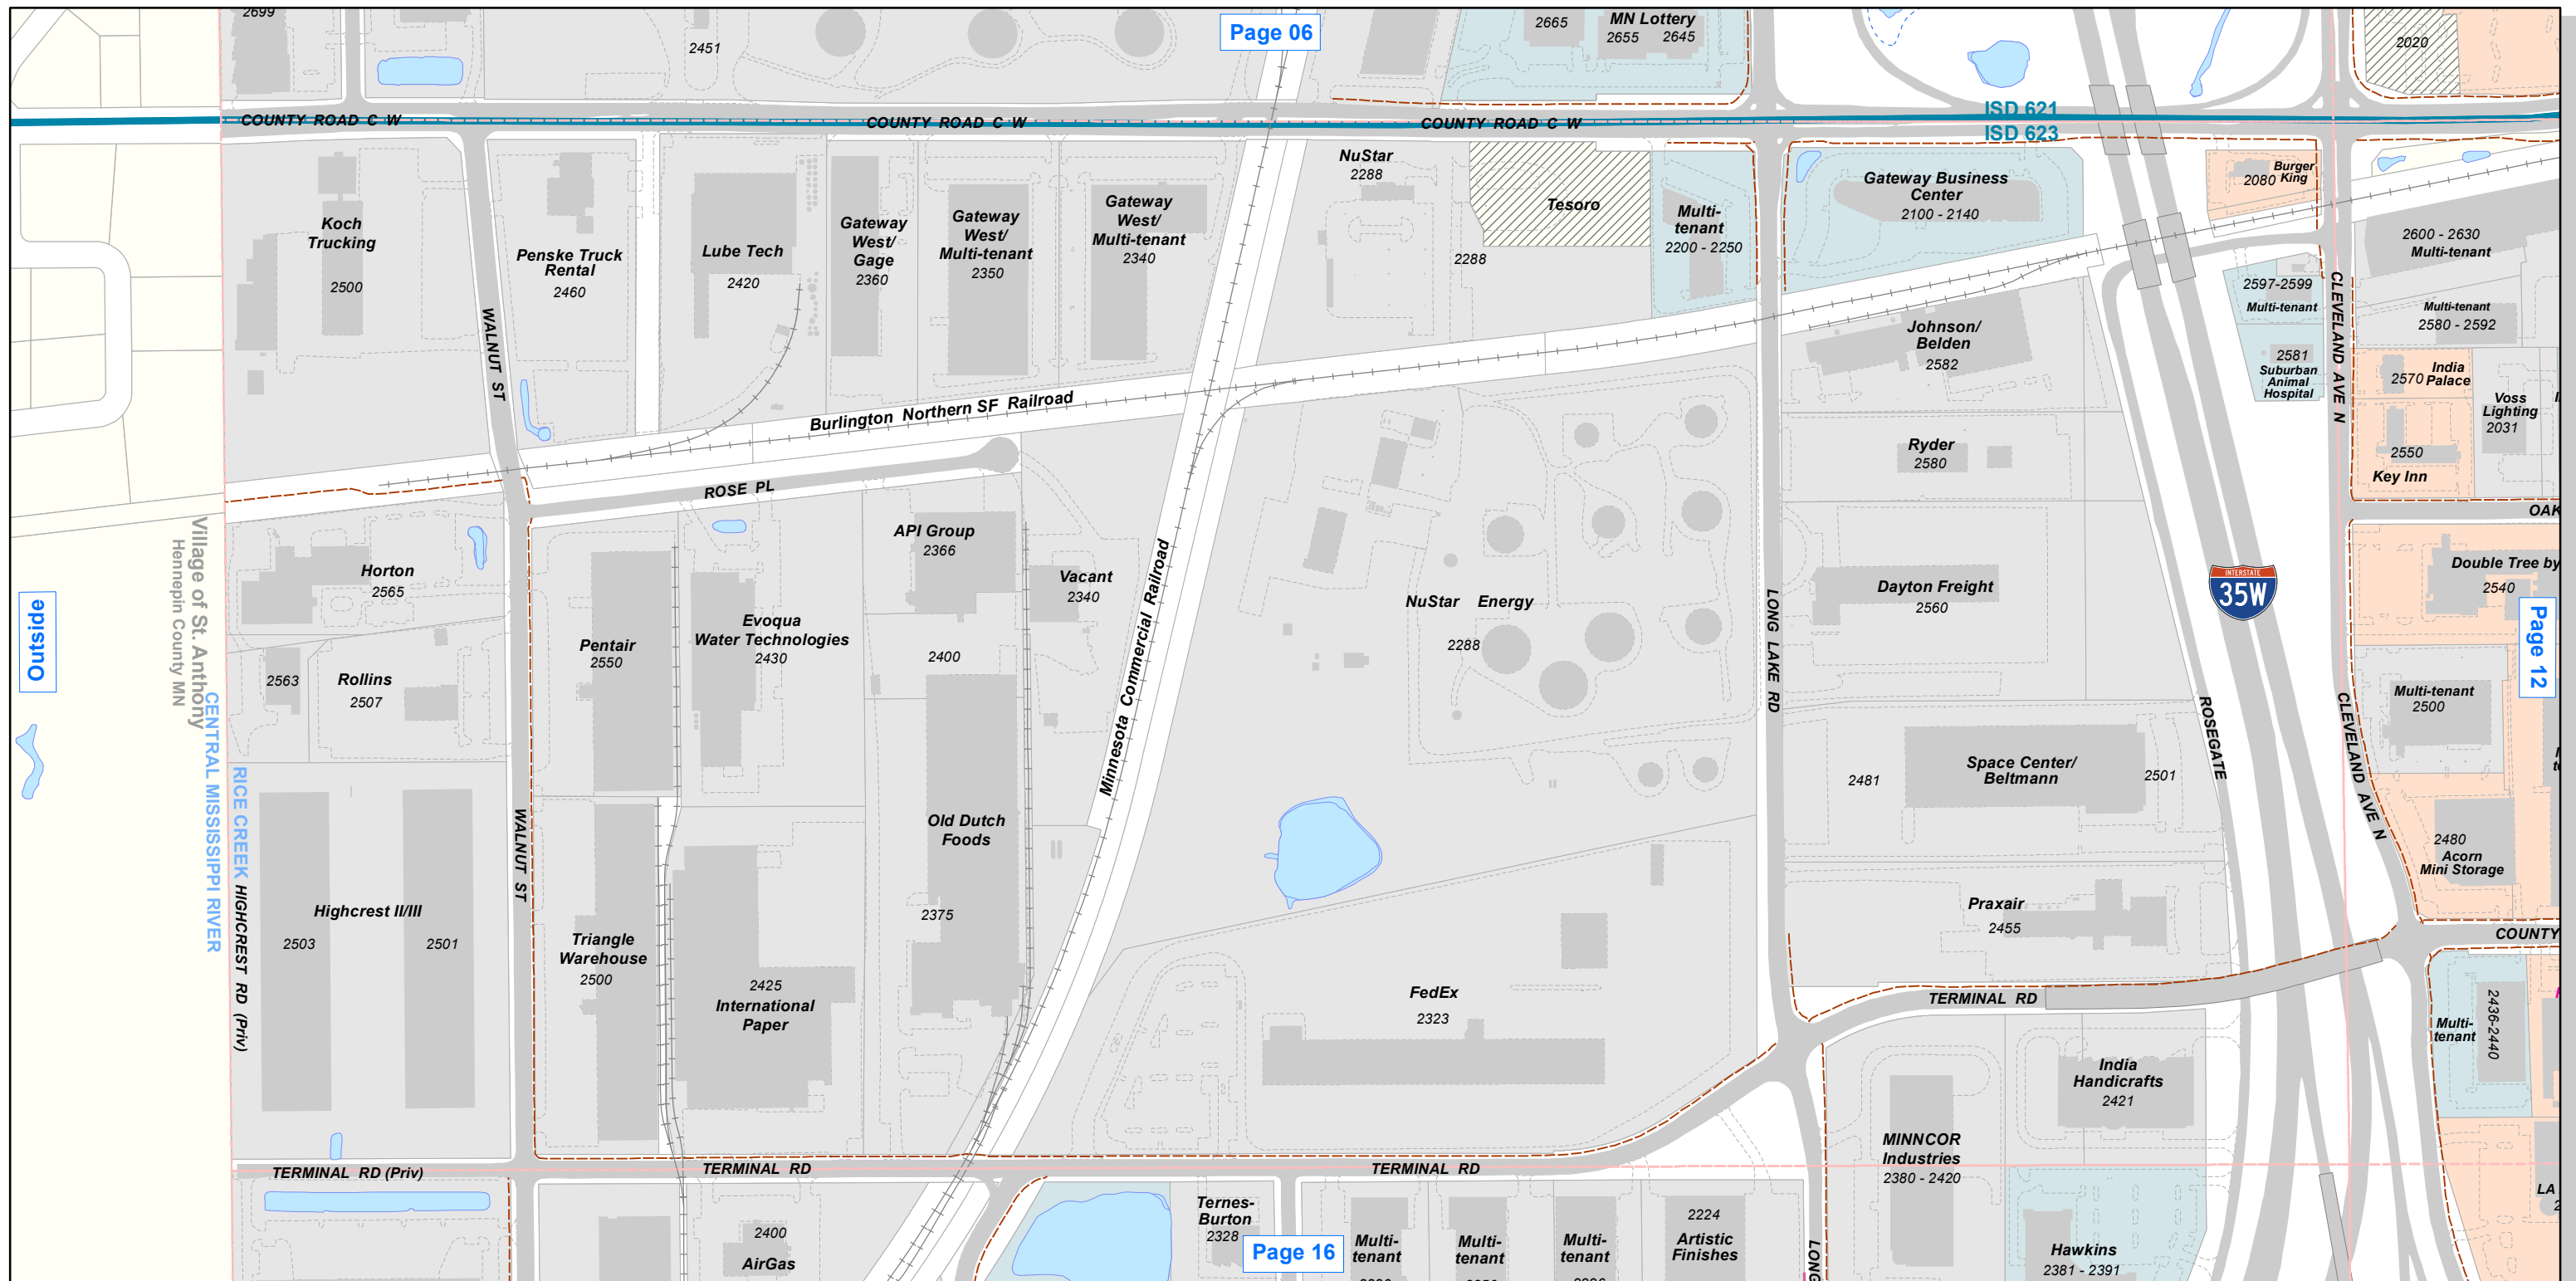 2699
2451
Page 06
2665
MN Lottery
2655
2645
2020
ISD 621
ISD 623
COUNTY ROAD C W
COUNTY ROAD C W
COUNTY ROAD C W
Koch
Trucking
2500
WALNUT ST
Penske Truck
Rental
2460
Lube Tech
2420
Gateway
West/
Gage
2360
Gateway
West/
Multi-tenant
2350
Gateway
West/
Multi-tenant
2340
NuStar
2288
2288
Tesoro
Multi-
tenant
2200 - 2250
Gateway Business
Center
2100 - 2140
2080
Burger
King
2600 - 2630
Multi-tenant
2597-2599
Multi-tenant
CLEVELAND AVE N
Multi-tenant
2580 - 2592
2581
Suburban
Animal
Hospital
2570
India
Palace
Voss
Lighting
2031
2550
Key Inn
OAK
Johnson/
Belden
2582
Ryder
2580
Burlington Northern SF Railroad
ROSE PL
Village of St. Anthony
Hennepin County MN
Outside
CENTRAL MISSISSIPPI RIVER
RICE CREEK
HIGHCREST RD (Priv)
Horton
2565
2563
Rollins
2507
Pentair
2550
Evoqua
Water Technologies
2430
API Group
2366
2400
Vacant
2340
Minnesota Commercial Railroad
NuStar Energy
2288
LONG LAKE RD
Dayton Freight
2560
INTERSTATE
35W
Double Tree by
2540
Page 12
Multi-tenant
2500
ROSEGATE
CLEVELAND AVE N
2481
Space Center/
Beltmann
2501
2480
Acorn
Mini Storage
Highcrest II/III
2503
2501
WALNUT ST
Triangle
Warehouse
2500
2425
International
Paper
Old Dutch
Foods
2375
FedEx
2323
Praxair
2455
COUNTY
TERMINAL RD
Multi-
tenant
2436-2440
India
Handicrafts
2421
MINNCOR
Industries
2380 - 2420
TERMINAL RD (Priv)
TERMINAL RD
TERMINAL RD
2400
AirGas
Ternes-
Burton
2328
Page 16
Multi-
tenant
Multi-
tenant
Multi-
tenant
2224
Artistic
Finishes
LONG
Hawkins
2381 - 2391
LA